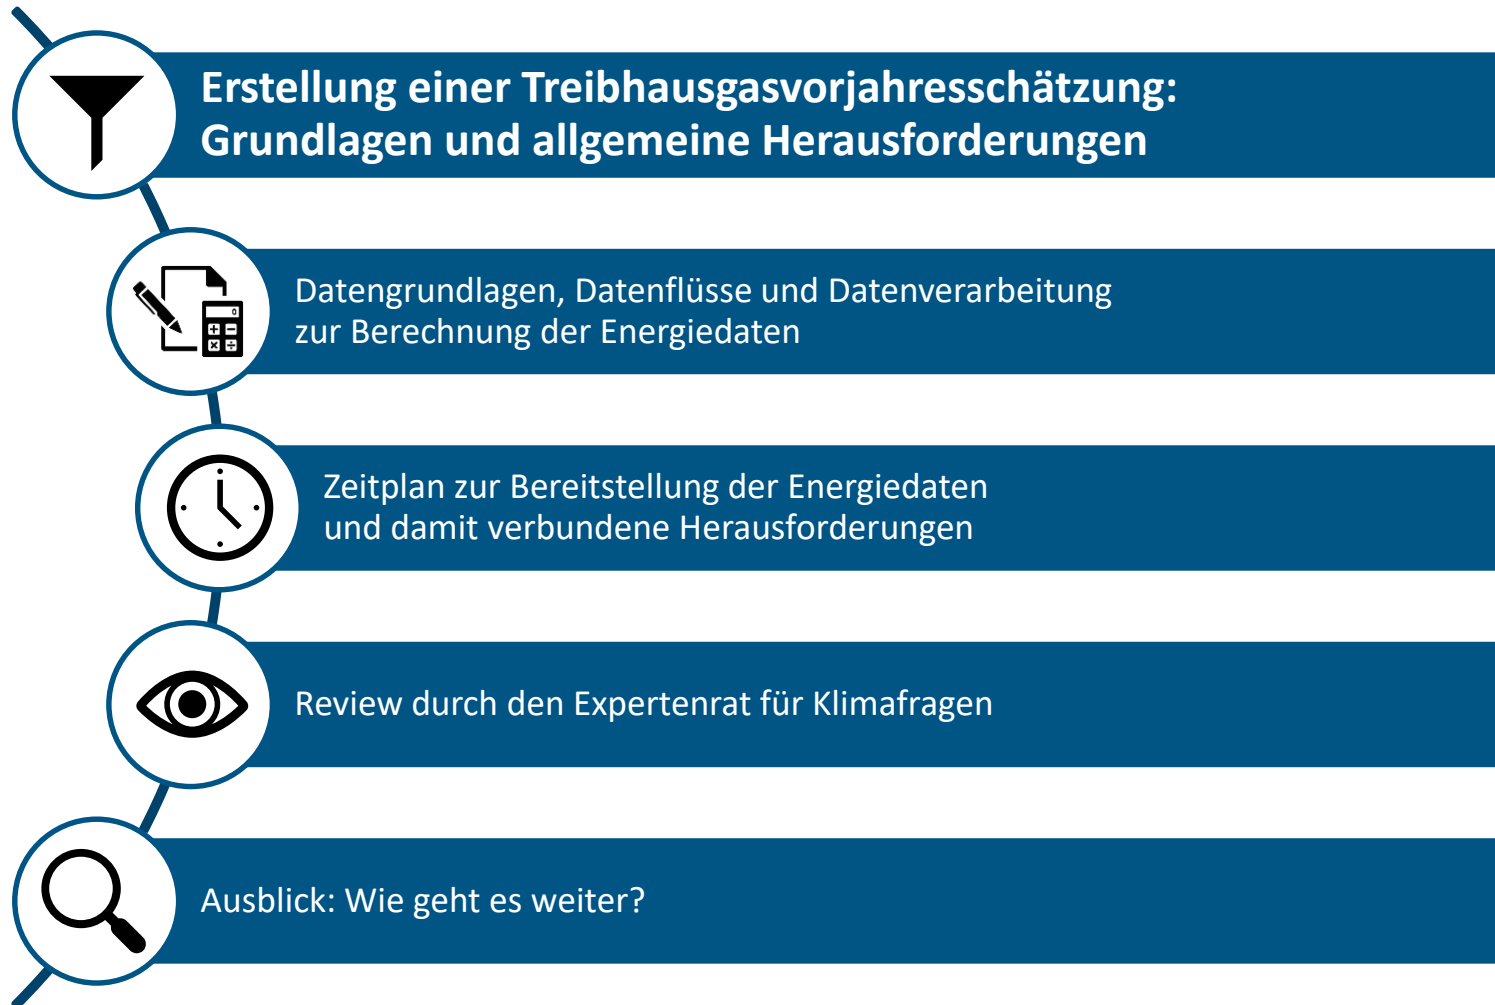 Erstellung einer Treibhausgasvorjahresschätzung:
Grundlagen und allgemeine Herausforderungen
Datengrundlagen, Datenflüsse und Datenverarbeitung
zur Berechnung der Energiedaten
Zeitplan zur Bereitstellung der Energiedaten
und damit verbundene Herausforderungen
Review durch den Expertenrat für Klimafragen
Ausblick: Wie geht es weiter?